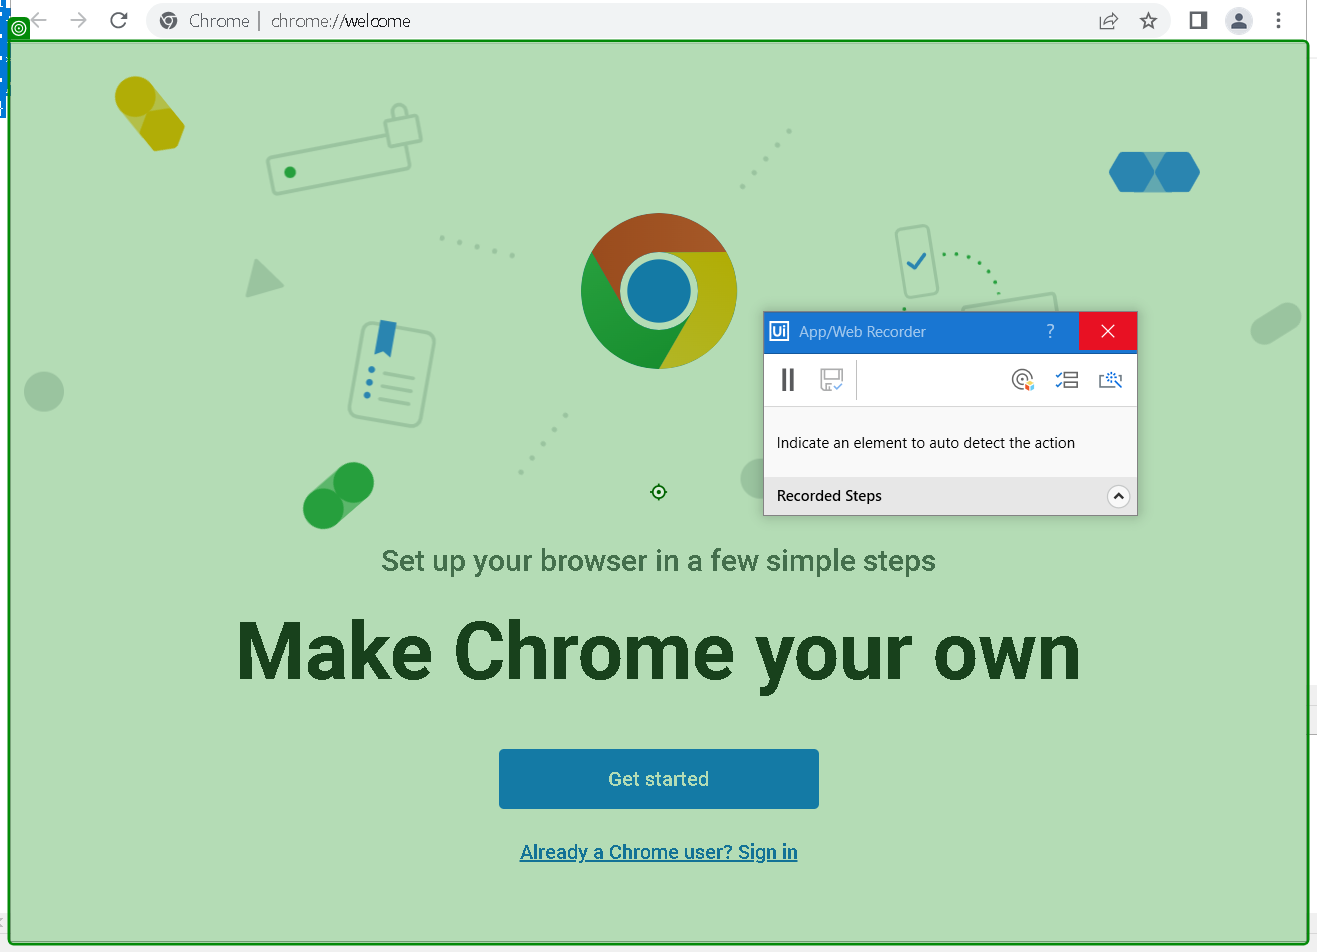 Chrome | chrome://welcome
Ui App/Web Recorder ?
Indicate an element to auto detect the action
Recorded Steps
Set up your browser in a few simple steps
Make Chrome your own
Get started
Already a Chrome user? Sign in